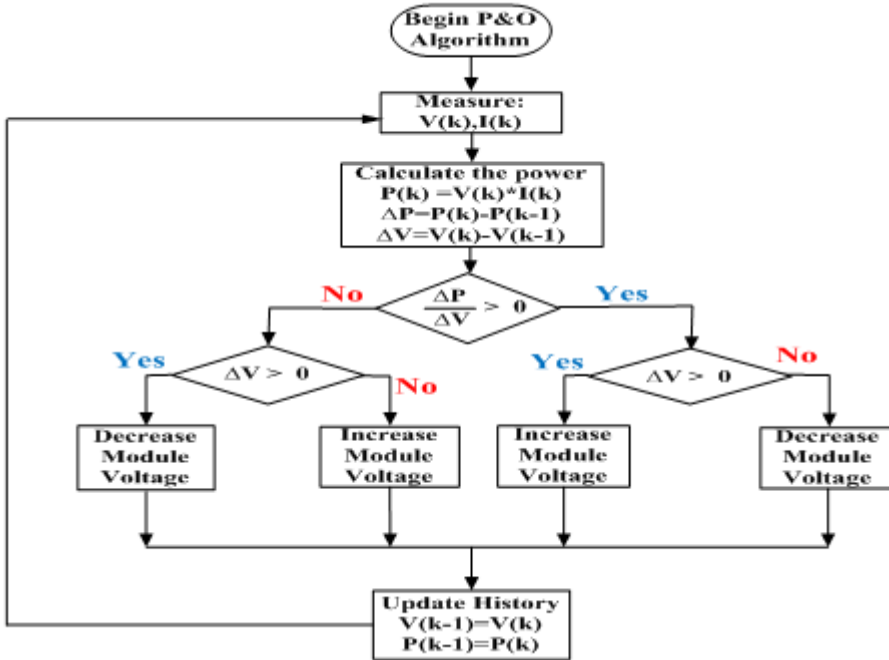 Begin P&O
Algorithm
Measure:
V(k),I(k)
Calculate the power
P(k) =V(k)*I(k)
ΔP=P(k)-P(k-1)
ΔV=V(k)-V(k-1)
No
ΔP
ΔV > 0
Yes
Yes
ΔV > 0
No
Yes
ΔV > 0
No
Decrease
Module
Voltage
Increase
Module
Voltage
Increase
Module
Voltage
Decrease
Module
Voltage
Update History
V(k-1)=V(k)
P(k-1)=P(k)